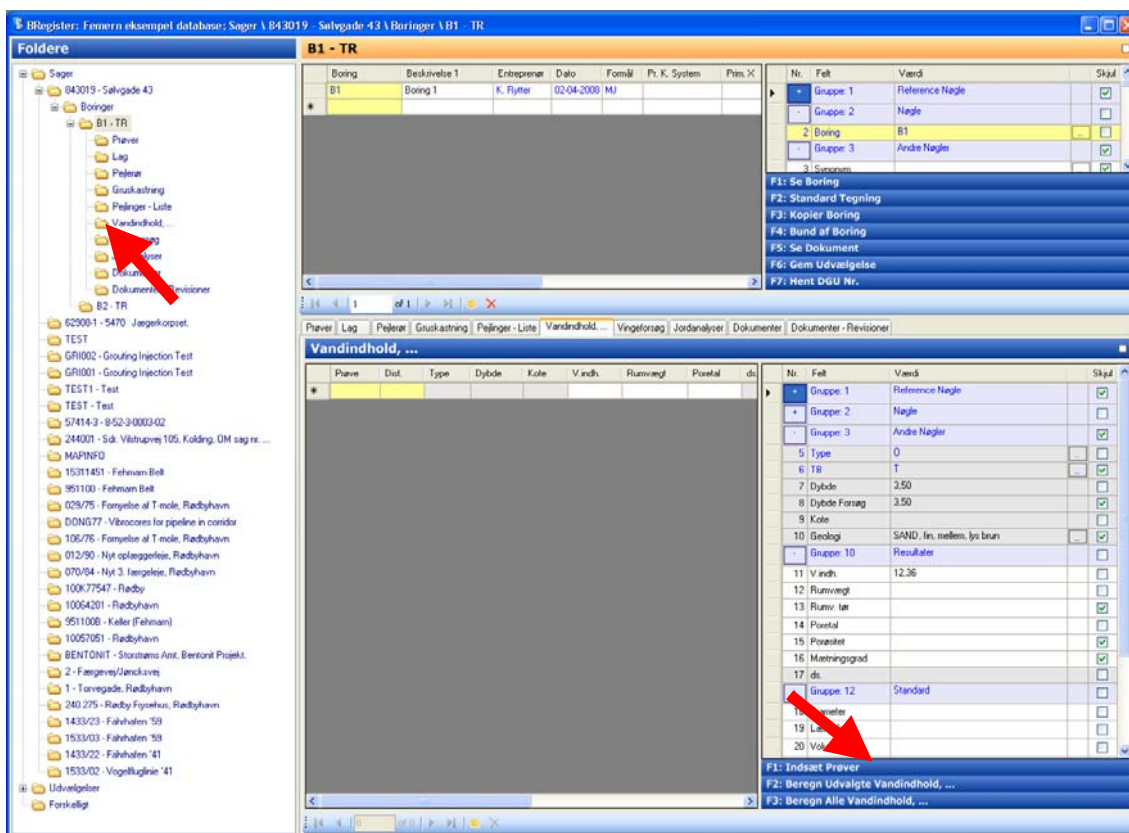 BRegister: Femern eksempel database; Sager \ 843019 - Sølvgade 43 \ Boringer \ B1 - TR
Foldere
Sager
843019 - Sølvgade 43
Boringer
B1 - TR
Prøver
Lag
Pejlerør
Gruskastning
Pejlinger - Liste
Vandindhold, ...
Dokumenter - Revisioner
B2 - TR
62908-1 - 5470 Jægerkorpset.
TEST
GRI002 - Grouting Injection Test
GRI001 - Grouting Injection Test
TEST1 - Test
TEST - Test
57414-3 - 8-52-3-0003-02
244001 - Sdr. Vilstrupvej 105, Kolding, OM sag nr. ...
MAPINFO
15311451 - Fehmarn Belt
951100 - Fehmarn Belt
029/75 - Fornyelse af T-mole, Rødbyhavn
DONG77 - Vibrocores for pipeline in corridor
106/76 - Fornyelse af T-mole, Rødbyhavn
012/90 - Nyt oplæggerleje, Rødbyhavn
070/84 - Nyt 3. færgeleje, Rødbyhavn
100K77547 - Rødby
10064201 - Rødbyhavn
951100B - Keller (Fehmarn)
10057051 - Rødbyhavn
BENTONIT - Storstrøms Amt, Bentonit Projekt.
2 - Færgevej/Jøncksvej
1 - Torvegade, Rødbyhavn
240.275 - Rødby Frysehus, Rødbyhavn
1433/23 - Fährhafen '59
1533/03 - Fährhafen '59
1433/22 - Fährhafen '41
1533/02 - Vogelfluglinie '41
Udvælgelser
Forskelligt
B1 - TR
Boring Beskrivelse 1 Entreprenør Dato Formål Pr. K. System Prim. X
B1 Boring 1 K. Rytter 02-04-2008 MJ
1 of 1
Nr. Felt Værdi Skjul
+ Gruppe: 1 Reference Nøgle
- Gruppe: 2 Nøgle
2 Boring B1 ...
- Gruppe: 3 Andre Nøgler
3 Synonym
F1: Se Boring
F2: Standard Tegning
F3: Kopier Boring
F4: Bund af Boring
F5: Se Dokument
F6: Gem Udvælgelse
F7: Hent DGU Nr.
Prøver Lag Pejlerør Gruskastning Pejlinger - Liste Vandindhold, ... Vingeforsøg Jordanalyser Dokumenter Dokumenter - Revisioner
Vandindhold, ...
Prøve Dist. Type Dybde Kote V.indh. Rumvægt Poretal ds.
0 of 0
Nr. Felt Værdi Skjul
+ Gruppe: 1 Reference Nøgle
+ Gruppe: 2 Nøgle
- Gruppe: 3 Andre Nøgler
5 Type O ...
6 TB T ...
7 Dybde 3,50
8 Dybde Forsøg 3,50
9 Kote
10 Geologi SAND, fin, mellem, lys brun ...
- Gruppe: 10 Resultater
11 V.indh. 12,36
12 Rumvægt
13 Rumv. tør
14 Poretal
15 Porøsitet
16 Mætningsgrad
17 ds.
Gruppe: 12 Standard
19
20
F1: Indsæt Prøver
F2: Beregn Udvalgte Vandindhold, ...
F3: Beregn Alle Vandindhold, ...